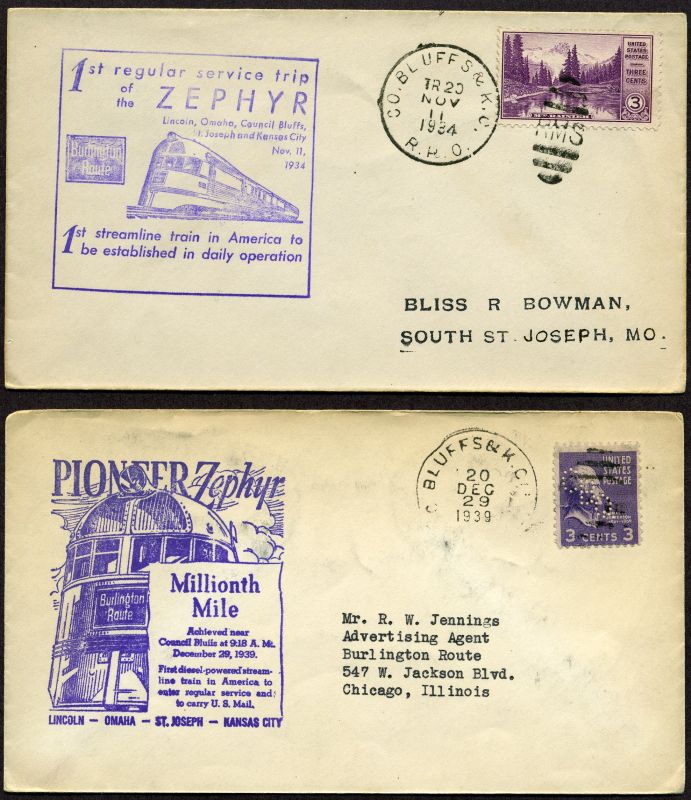 1st regular service trip
of the ZEPHYR
Lincoln, Omaha, Council Bluffs,
St. Joseph and Kansas City
Nov. 11,
1934
Burlington
Route
1st streamline train in America to
be established in daily operation
CO. BLUFFS & K.C.
TR 20
NOV
11
1934
R.P.O.
UNITED
STATES
POSTAGE
THREE
CENTS
3
MT. RAINIER
RMS
BLISS R BOWMAN,
SOUTH ST. JOSEPH, MO.
PIONEER Zephyr
Burlington
Route
Millionth
Mile
Achieved near
Council Bluffs at 9:18 A. M.
December 29, 1939.
First diesel-powered stream-
line train in America to
enter regular service and
to carry U. S. Mail.
LINCOLN — OMAHA — ST. JOSEPH — KANSAS CITY
BLUFFS & K.C.
20
DEC
29
1939
UNITED
STATES
POSTAGE
3 CENTS 3
Mr. R. W. Jennings
Advertising Agent
Burlington Route
547 W. Jackson Blvd.
Chicago, Illinois